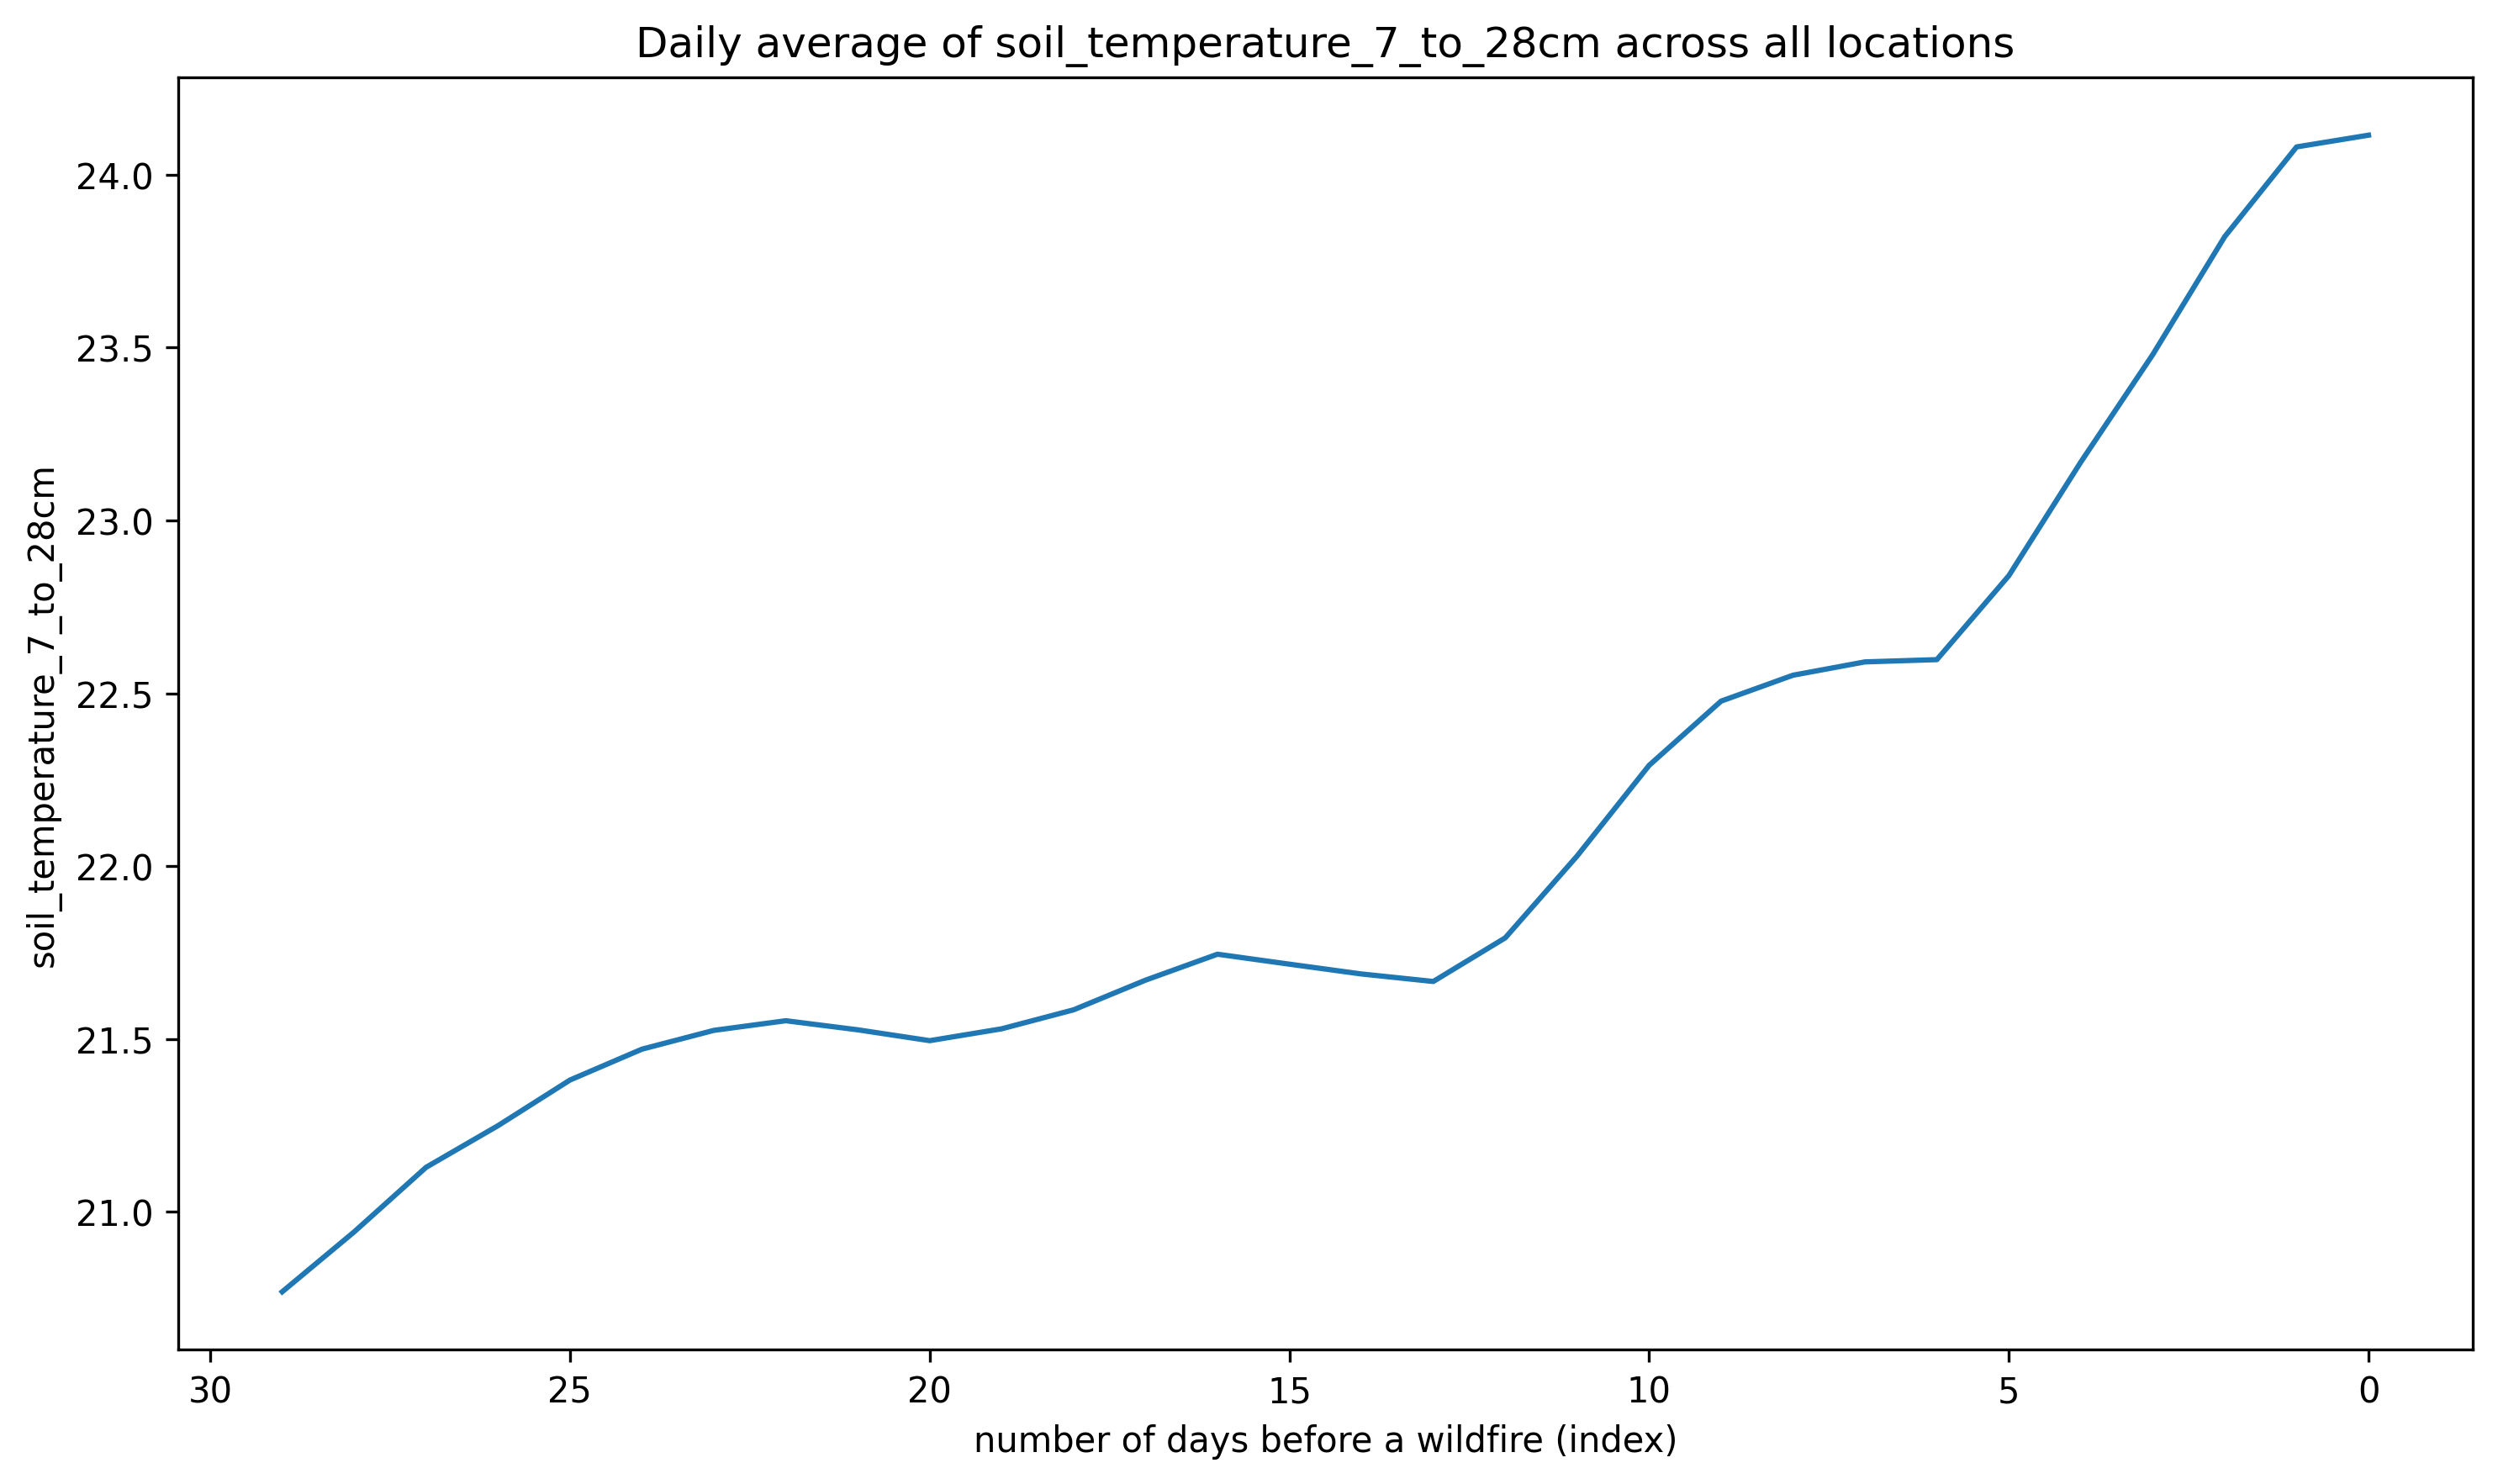 Daily average of soil_temperature_7_to_28cm across all locations
soil_temperature_7_to_28cm
24.0
23.5
23.0
22.5
22.0
21.5
21.0
30 25 20 15 10 5 0
number of days before a wildfire (index)